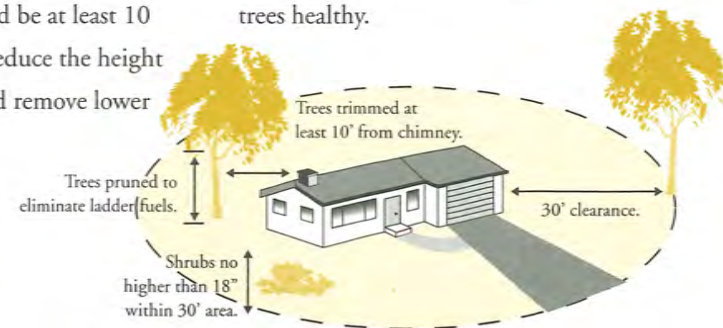 d be at least 10
educe the height
d remove lower
trees healthy.
Trees trimmed at
least 10' from chimney.
Trees pruned to
eliminate ladder fuels.
30' clearance.
Shrubs no
higher than 18"
within 30' area.